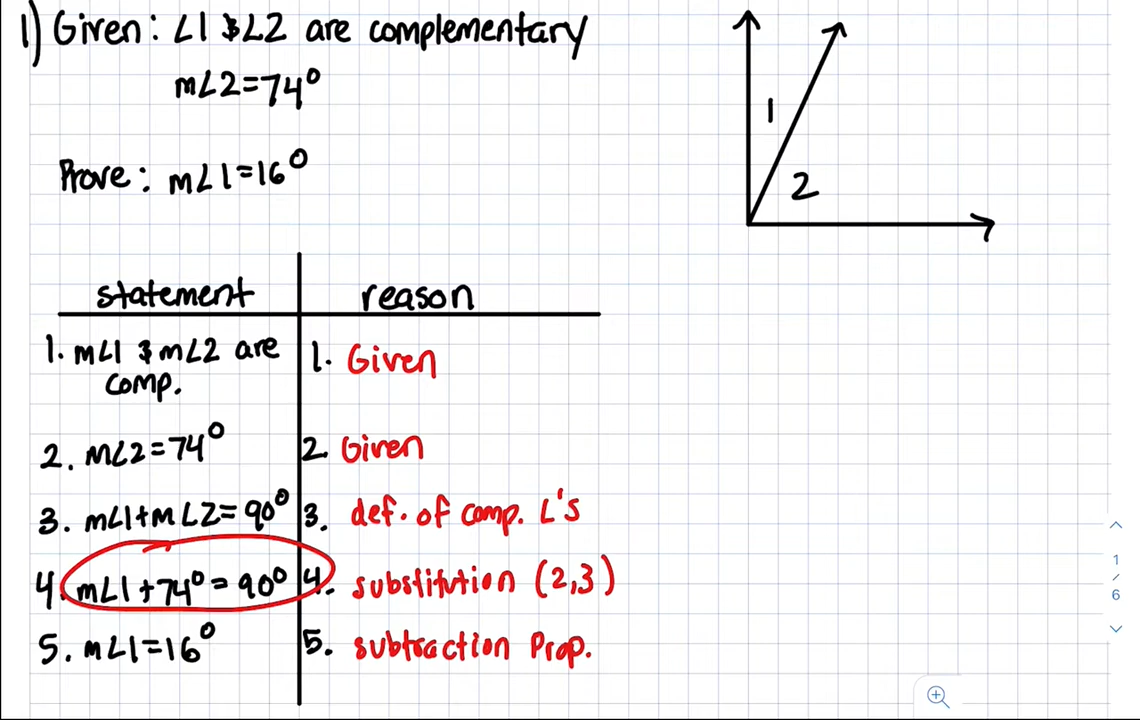 1) Given: ∠1 & ∠2 are complementary
m∠2=74°
Prove: m∠1=16°
1
2
statement reason
1. m∠1 & m∠2 are comp. 1. Given
2. m∠2=74° 2. Given
3. m∠1+m∠2=90° 3. def. of comp. ∠'s
4. m∠1+74°=90° 4. substitution (2,3)
5. m∠1=16° 5. subtraction Prop.
1
/
6